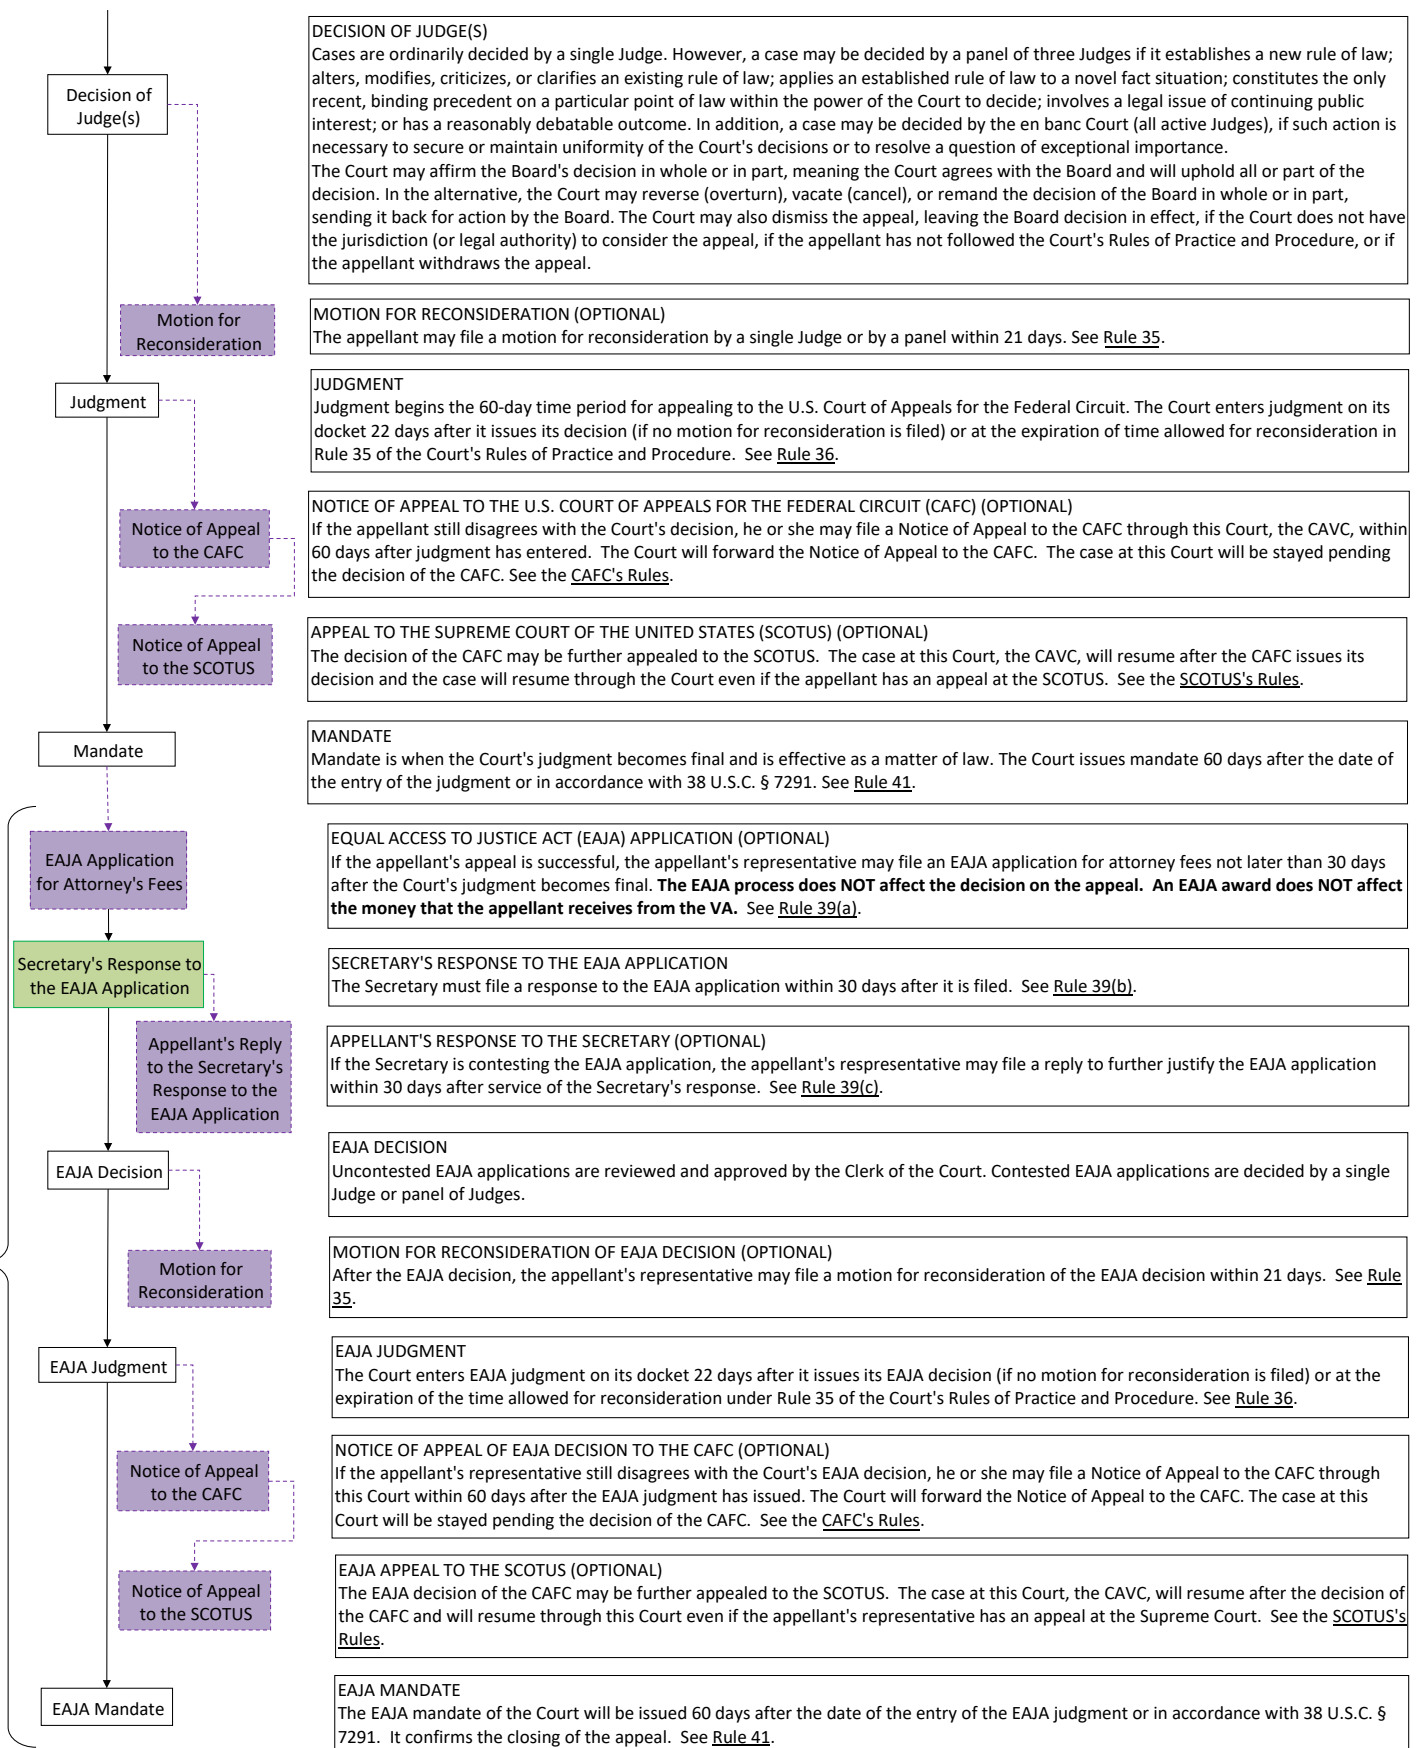 Decision of
Judge(s)
DECISION OF JUDGE(S)
Cases are ordinarily decided by a single Judge. However, a case may be decided by a panel of three Judges if it establishes a new rule of law;
alters, modifies, criticizes, or clarifies an existing rule of law; applies an established rule of law to a novel fact situation; constitutes the only
recent, binding precedent on a particular point of law within the power of the Court to decide; involves a legal issue of continuing public
interest; or has a reasonably debatable outcome. In addition, a case may be decided by the en banc Court (all active Judges), if such action is
necessary to secure or maintain uniformity of the Court's decisions or to resolve a question of exceptional importance.
The Court may affirm the Board's decision in whole or in part, meaning the Court agrees with the Board and will uphold all or part of the
decision. In the alternative, the Court may reverse (overturn), vacate (cancel), or remand the decision of the Board in whole or in part,
sending it back for action by the Board. The Court may also dismiss the appeal, leaving the Board decision in effect, if the Court does not have
the jurisdiction (or legal authority) to consider the appeal, if the appellant has not followed the Court's Rules of Practice and Procedure, or if
the appellant withdraws the appeal.
Motion for
Reconsideration
MOTION FOR RECONSIDERATION (OPTIONAL)
The appellant may file a motion for reconsideration by a single Judge or by a panel within 21 days. See Rule 35.
Judgment
JUDGMENT
Judgment begins the 60-day time period for appealing to the U.S. Court of Appeals for the Federal Circuit. The Court enters judgment on its
docket 22 days after it issues its decision (if no motion for reconsideration is filed) or at the expiration of time allowed for reconsideration in
Rule 35 of the Court's Rules of Practice and Procedure. See Rule 36.
Notice of Appeal
to the CAFC
NOTICE OF APPEAL TO THE U.S. COURT OF APPEALS FOR THE FEDERAL CIRCUIT (CAFC) (OPTIONAL)
If the appellant still disagrees with the Court's decision, he or she may file a Notice of Appeal to the CAFC through this Court, the CAVC, within
60 days after judgment has entered. The Court will forward the Notice of Appeal to the CAFC. The case at this Court will be stayed pending
the decision of the CAFC. See the CAFC's Rules.
Notice of Appeal
to the SCOTUS
APPEAL TO THE SUPREME COURT OF THE UNITED STATES (SCOTUS) (OPTIONAL)
The decision of the CAFC may be further appealed to the SCOTUS. The case at this Court, the CAVC, will resume after the CAFC issues its
decision and the case will resume through the Court even if the appellant has an appeal at the SCOTUS. See the SCOTUS's Rules.
Mandate
MANDATE
Mandate is when the Court's judgment becomes final and is effective as a matter of law. The Court issues mandate 60 days after the date of
the entry of the judgment or in accordance with 38 U.S.C. § 7291. See Rule 41.
EAJA Application
for Attorney's Fees
EQUAL ACCESS TO JUSTICE ACT (EAJA) APPLICATION (OPTIONAL)
If the appellant's appeal is successful, the appellant's representative may file an EAJA application for attorney fees not later than 30 days
after the Court's judgment becomes final. The EAJA process does NOT affect the decision on the appeal. An EAJA award does NOT affect
the money that the appellant receives from the VA. See Rule 39(a).
Secretary's Response to
the EAJA Application
SECRETARY'S RESPONSE TO THE EAJA APPLICATION
The Secretary must file a response to the EAJA application within 30 days after it is filed. See Rule 39(b).
Appellant's Reply
to the Secretary's
Response to the
EAJA Application
APPELLANT'S RESPONSE TO THE SECRETARY (OPTIONAL)
If the Secretary is contesting the EAJA application, the appellant's respresentative may file a reply to further justify the EAJA application
within 30 days after service of the Secretary's response. See Rule 39(c).
EAJA Decision
EAJA DECISION
Uncontested EAJA applications are reviewed and approved by the Clerk of the Court. Contested EAJA applications are decided by a single
Judge or panel of Judges.
Motion for
Reconsideration
MOTION FOR RECONSIDERATION OF EAJA DECISION (OPTIONAL)
After the EAJA decision, the appellant's representative may file a motion for reconsideration of the EAJA decision within 21 days. See Rule
35.
EAJA Judgment
EAJA JUDGMENT
The Court enters EAJA judgment on its docket 22 days after it issues its EAJA decision (if no motion for reconsideration is filed) or at the
expiration of the time allowed for reconsideration under Rule 35 of the Court's Rules of Practice and Procedure. See Rule 36.
Notice of Appeal
to the CAFC
NOTICE OF APPEAL OF EAJA DECISION TO THE CAFC (OPTIONAL)
If the appellant's representative still disagrees with the Court's EAJA decision, he or she may file a Notice of Appeal to the CAFC through
this Court within 60 days after the EAJA judgment has issued. The Court will forward the Notice of Appeal to the CAFC. The case at this
Court will be stayed pending the decision of the CAFC. See the CAFC's Rules.
Notice of Appeal
to the SCOTUS
EAJA APPEAL TO THE SCOTUS (OPTIONAL)
The EAJA decision of the CAFC may be further appealed to the SCOTUS. The case at this Court, the CAVC, will resume after the decision of
the CAFC and will resume through this Court even if the appellant's representative has an appeal at the Supreme Court. See the SCOTUS's
Rules.
EAJA Mandate
EAJA MANDATE
The EAJA mandate of the Court will be issued 60 days after the date of the entry of the EAJA judgment or in accordance with 38 U.S.C. §
7291. It confirms the closing of the appeal. See Rule 41.